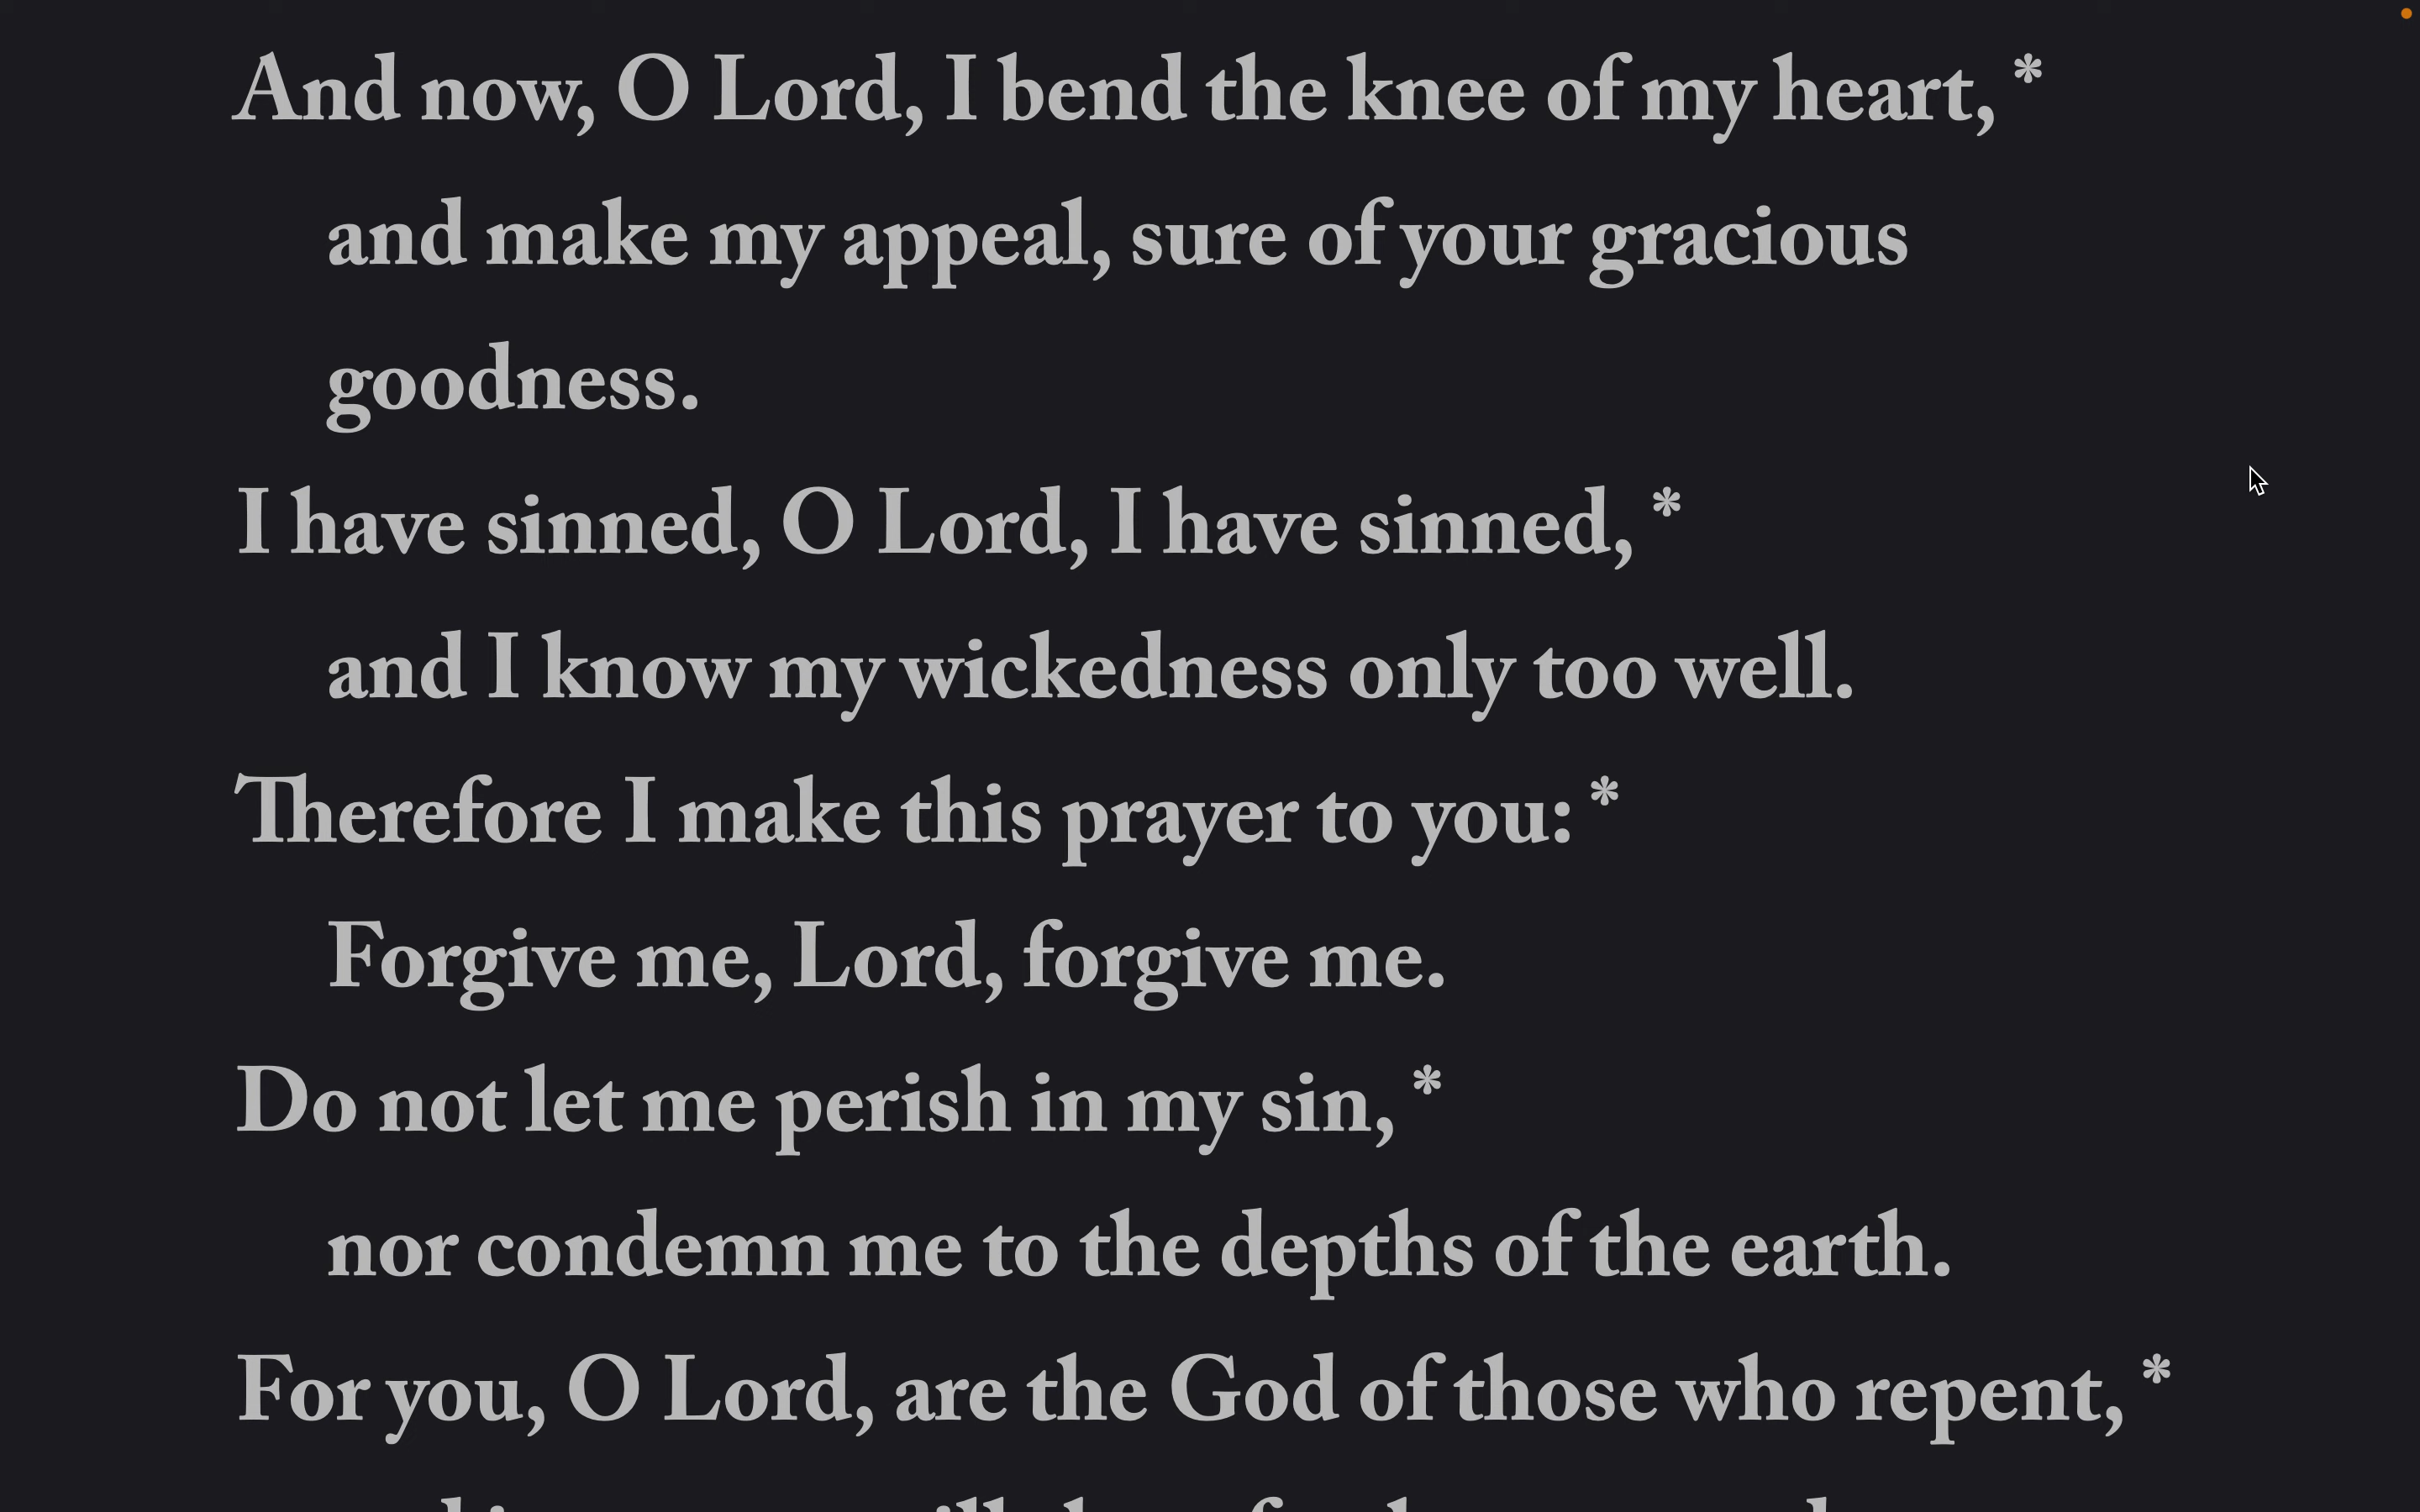 And now, O Lord, I bend the knee of my heart, *
and make my appeal, sure of your gracious
goodness.
I have sinned, O Lord, I have sinned, *
and I know my wickedness only too well.
Therefore I make this prayer to you: *
Forgive me, Lord, forgive me.
Do not let me perish in my sin, *
nor condemn me to the depths of the earth.
For you, O Lord, are the God of those who repent, *